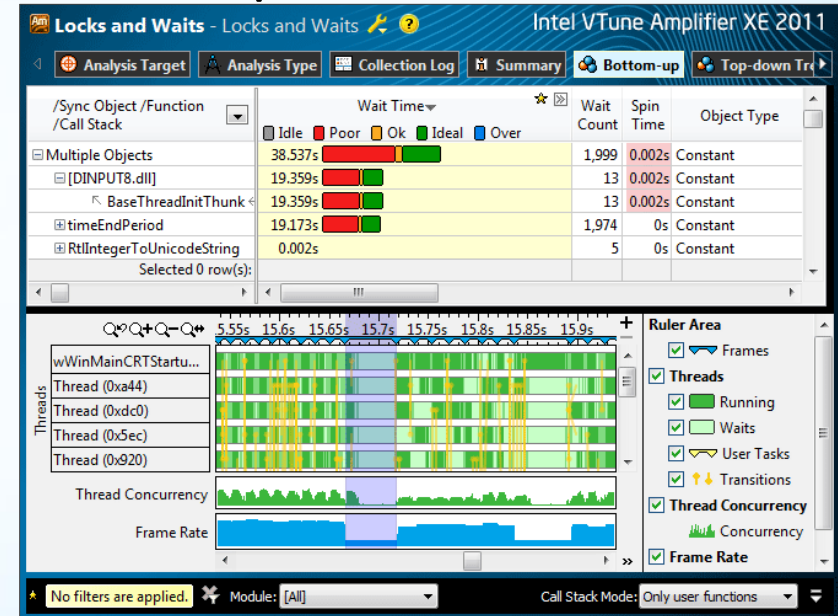 Am Locks and Waits - Locks and Waits ? Intel VTune Amplifier XE 2011
Analysis Target Analysis Type Collection Log Summary Bottom-up Top-down Tre
/Sync Object /Function
/Call Stack
Wait Time
Idle Poor Ok Ideal Over
Wait
Count
Spin
Time
Object Type
Multiple Objects 38.537s 1,999 0.002s Constant
[DINPUT8.dll] 19.359s 13 0.002s Constant
BaseThreadInitThunk 19.359s 13 0.002s Constant
timeEndPeriod 19.173s 1,974 0s Constant
RtlIntegerToUnicodeString 0.002s 5 0s Constant
Selected 0 row(s):
5.55s 15.6s 15.65s 15.7s 15.75s 15.8s 15.85s 15.9s
Threads
wWinMainCRTStartu...
Thread (0xa44)
Thread (0xdc0)
Thread (0x5ec)
Thread (0x920)
Thread Concurrency
Frame Rate
Ruler Area
Frames
Threads
Running
Waits
User Tasks
Transitions
Thread Concurrency
Concurrency
Frame Rate
No filters are applied. Module: [All] Call Stack Mode: Only user functions